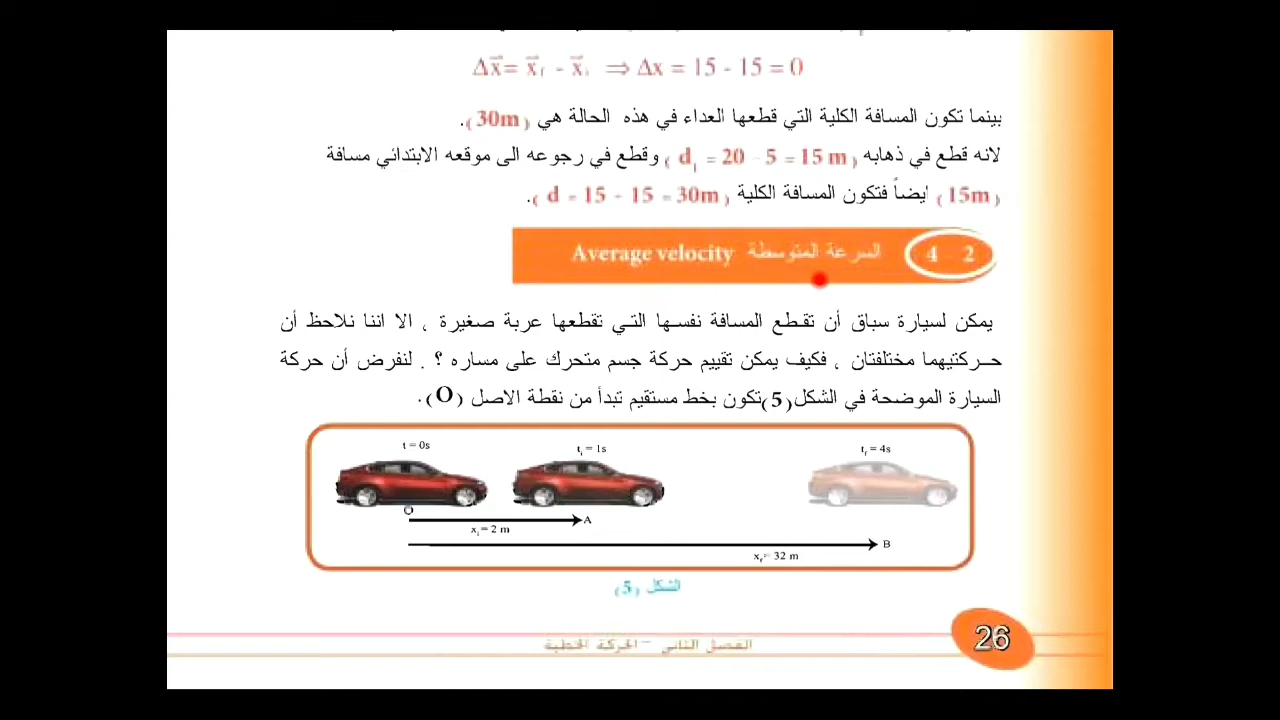 Δx = x_f - x_i ⇒ Δx = 15 - 15 = 0
بينما تكون المسافة الكلية التي قطعها العداء في هذه الحالة هي (30m).
لانه قطع في ذهابه (d₁ = 20 - 5 = 15 m) وقطع في رجوعه الى موقعه الابتدائي مسافة
(15m) ايضاً فتكون المسافة الكلية (d = 15 + 15 = 30m).
2 - 4 السرعة المتوسطة Average velocity
يمكن لسيارة سباق أن تقطع المسافة نفسها التي تقطعها عربة صغيرة ، الا اننا نلاحظ أن
حركتيهما مختلفتان ، فكيف يمكن تقييم حركة جسم متحرك على مساره ؟ . لنفرض أن حركة
السيارة الموضحة في الشكل(5)تكون بخط مستقيم تبدأ من نقطة الاصل (O).
t = 0s
tᵢ = 1s
t_f = 4s
O
A
xᵢ = 2 m
B
x_f = 32 m
الشكل (5)
الفصل الثاني - الحركة الخطية
26